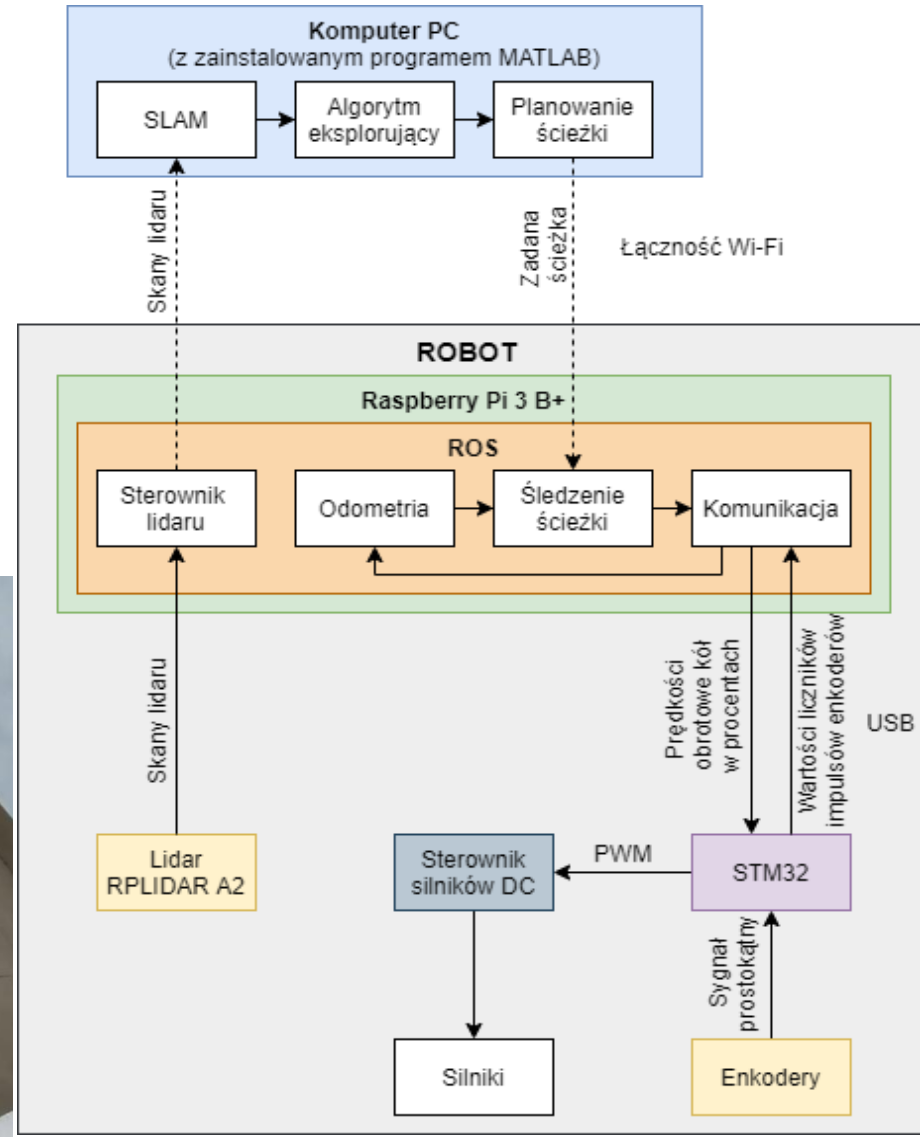 Komputer PC
(z zainstalowanym programem MATLAB)
SLAM
Algorytm
eksplorujący
Planowanie
ścieżki
Skany lidaru
Zadana
ścieżka
Łączność Wi-Fi
ROBOT
Raspberry Pi 3 B+
ROS
Sterownik
lidaru
Odometria
Śledzenie
ścieżki
Komunikacja
Skany lidaru
Prędkości
obrotowe kół
w procentach
Wartości liczników
impulsów enkoderów
USB
Lidar
RPLIDAR A2
Sterownik
silników DC
PWM
STM32
Sygnał
prostokątny
Silniki
Enkodery